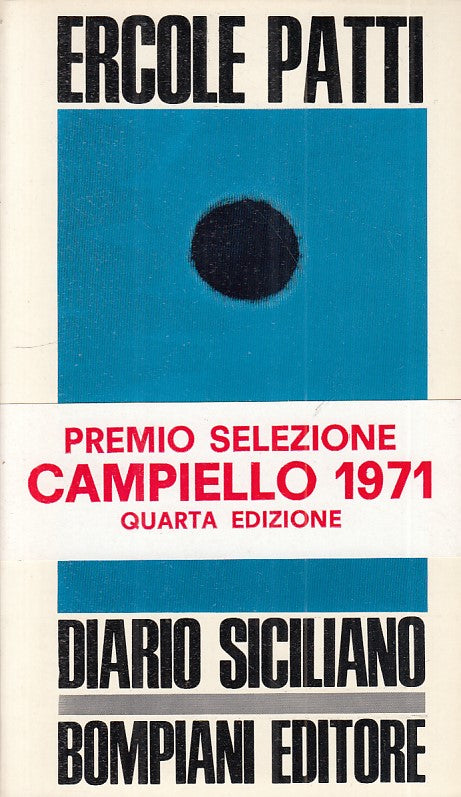 ERCOLE PATTI
PREMIO SELEZIONE
CAMPIELLO 1971
QUARTA EDIZIONE
DIARIO SICILIANO
BOMPIANI EDITORE